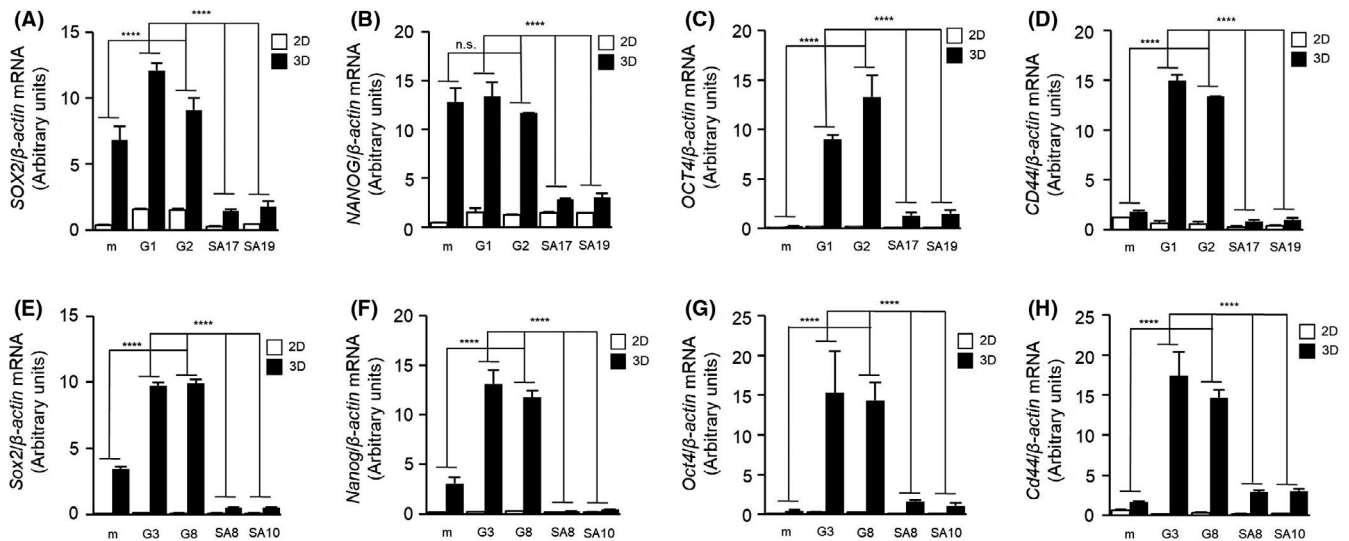 (A)
SOX2/β-actin mRNA
(Arbitrary units)
15
10
5
0
****
****
2D
3D
m G1 G2 SA17 SA19
(B)
NANOG/β-actin mRNA
(Arbitrary units)
20
15
10
5
0
n.s.
****
2D
3D
m G1 G2 SA17 SA19
(C)
OCT4/β-actin mRNA
(Arbitrary units)
20
15
10
5
0
****
****
2D
3D
m G1 G2 SA17 SA19
(D)
CD44/β-actin mRNA
(Arbitrary units)
20
15
10
5
0
****
****
2D
3D
m G1 G2 SA17 SA19
(E)
Sox2/β-actin mRNA
(Arbitrary units)
15
10
5
0
****
****
2D
3D
m G3 G8 SA8 SA10
(F)
Nanog/β-actin mRNA
(Arbitrary units)
20
15
10
5
0
****
****
2D
3D
m G3 G8 SA8 SA10
(G)
Oct4/β-actin mRNA
(Arbitrary units)
25
20
15
10
5
0
****
****
2D
3D
m G3 G8 SA8 SA10
(H)
Cd44/β-actin mRNA
(Arbitrary units)
25
20
15
10
5
0
****
****
2D
3D
m G3 G8 SA8 SA10